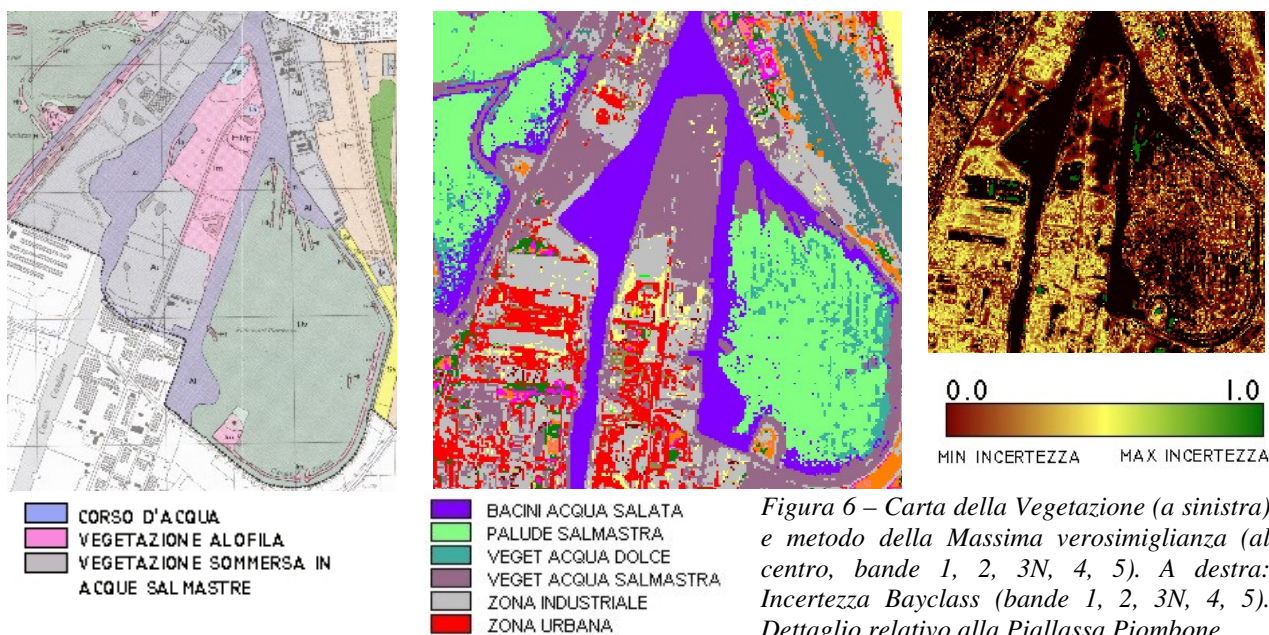 CORSO D'ACQUA
VEGETAZIONE ALOFILA
VEGETAZIONE SOMMERSA IN
ACQUE SALMASTRE
BACINI ACQUA SALATA
PALUDE SALMASTRA
VEGET ACQUA DOLCE
VEGET ACQUA SALMASTRA
ZONA INDUSTRIALE
ZONA URBANA
0.0 1.0
MIN INCERTEZZA MAX INCERTEZZA
Figura 6 – Carta della Vegetazione (a sinistra)
e metodo della Massima verosimiglianza (al
centro, bande 1, 2, 3N, 4, 5). A destra:
Incertezza Bayclass (bande 1, 2, 3N, 4, 5).
Dettaglio relativo alla Piallassa Piombone